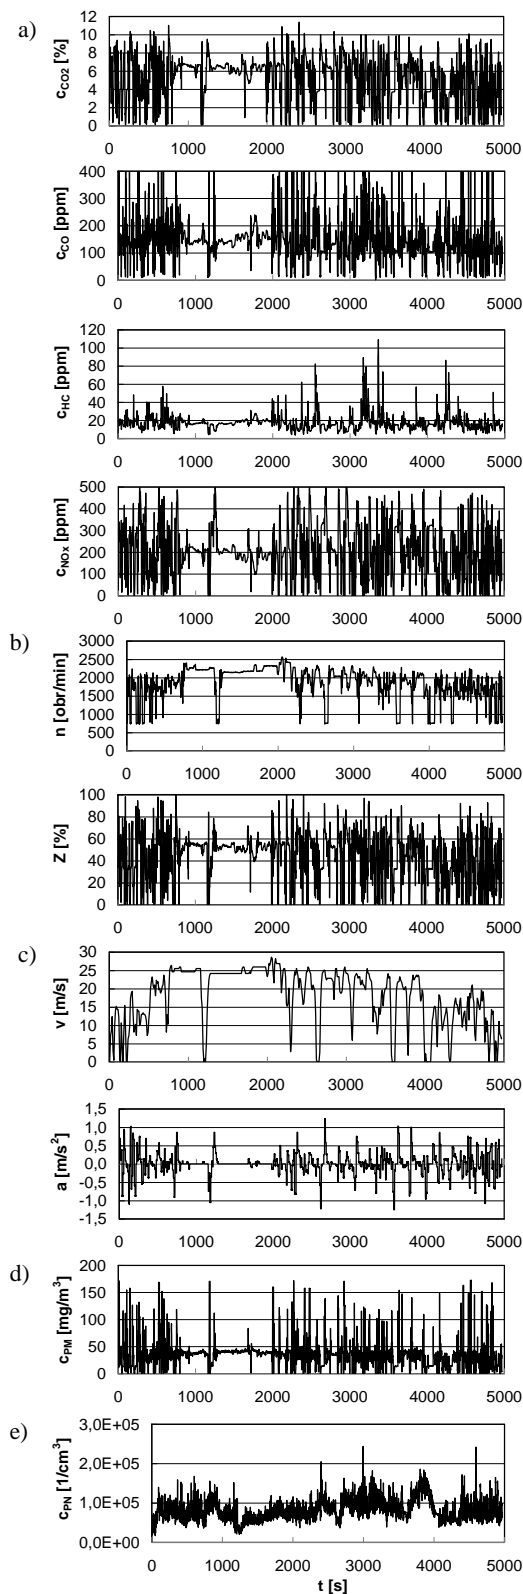 a)
c_CO2 [%]
12
10
8
6
4
2
0
0 1000 2000 3000 4000 5000
c_CO [ppm]
400
300
200
100
0
0 1000 2000 3000 4000 5000
c_HC [ppm]
120
100
80
60
40
20
0
0 1000 2000 3000 4000 5000
c_NOx [ppm]
500
400
300
200
100
0
0 1000 2000 3000 4000 5000
b)
n [obr/min]
3000
2500
2000
1500
1000
500
0
0 1000 2000 3000 4000 5000
Z [%]
100
80
60
40
20
0
0 1000 2000 3000 4000 5000
c)
v [m/s]
30
25
20
15
10
5
0
0 1000 2000 3000 4000 5000
a [m/s²]
1,5
1,0
0,5
0,0
-0,5
-1,0
-1,5
0 1000 2000 3000 4000 5000
d)
c_PM [mg/m³]
200
150
100
50
0
0 1000 2000 3000 4000 5000
e)
c_PN [1/cm³]
3,0E+05
2,0E+05
1,0E+05
0,0E+00
0 1000 2000 3000 4000 5000
t [s]